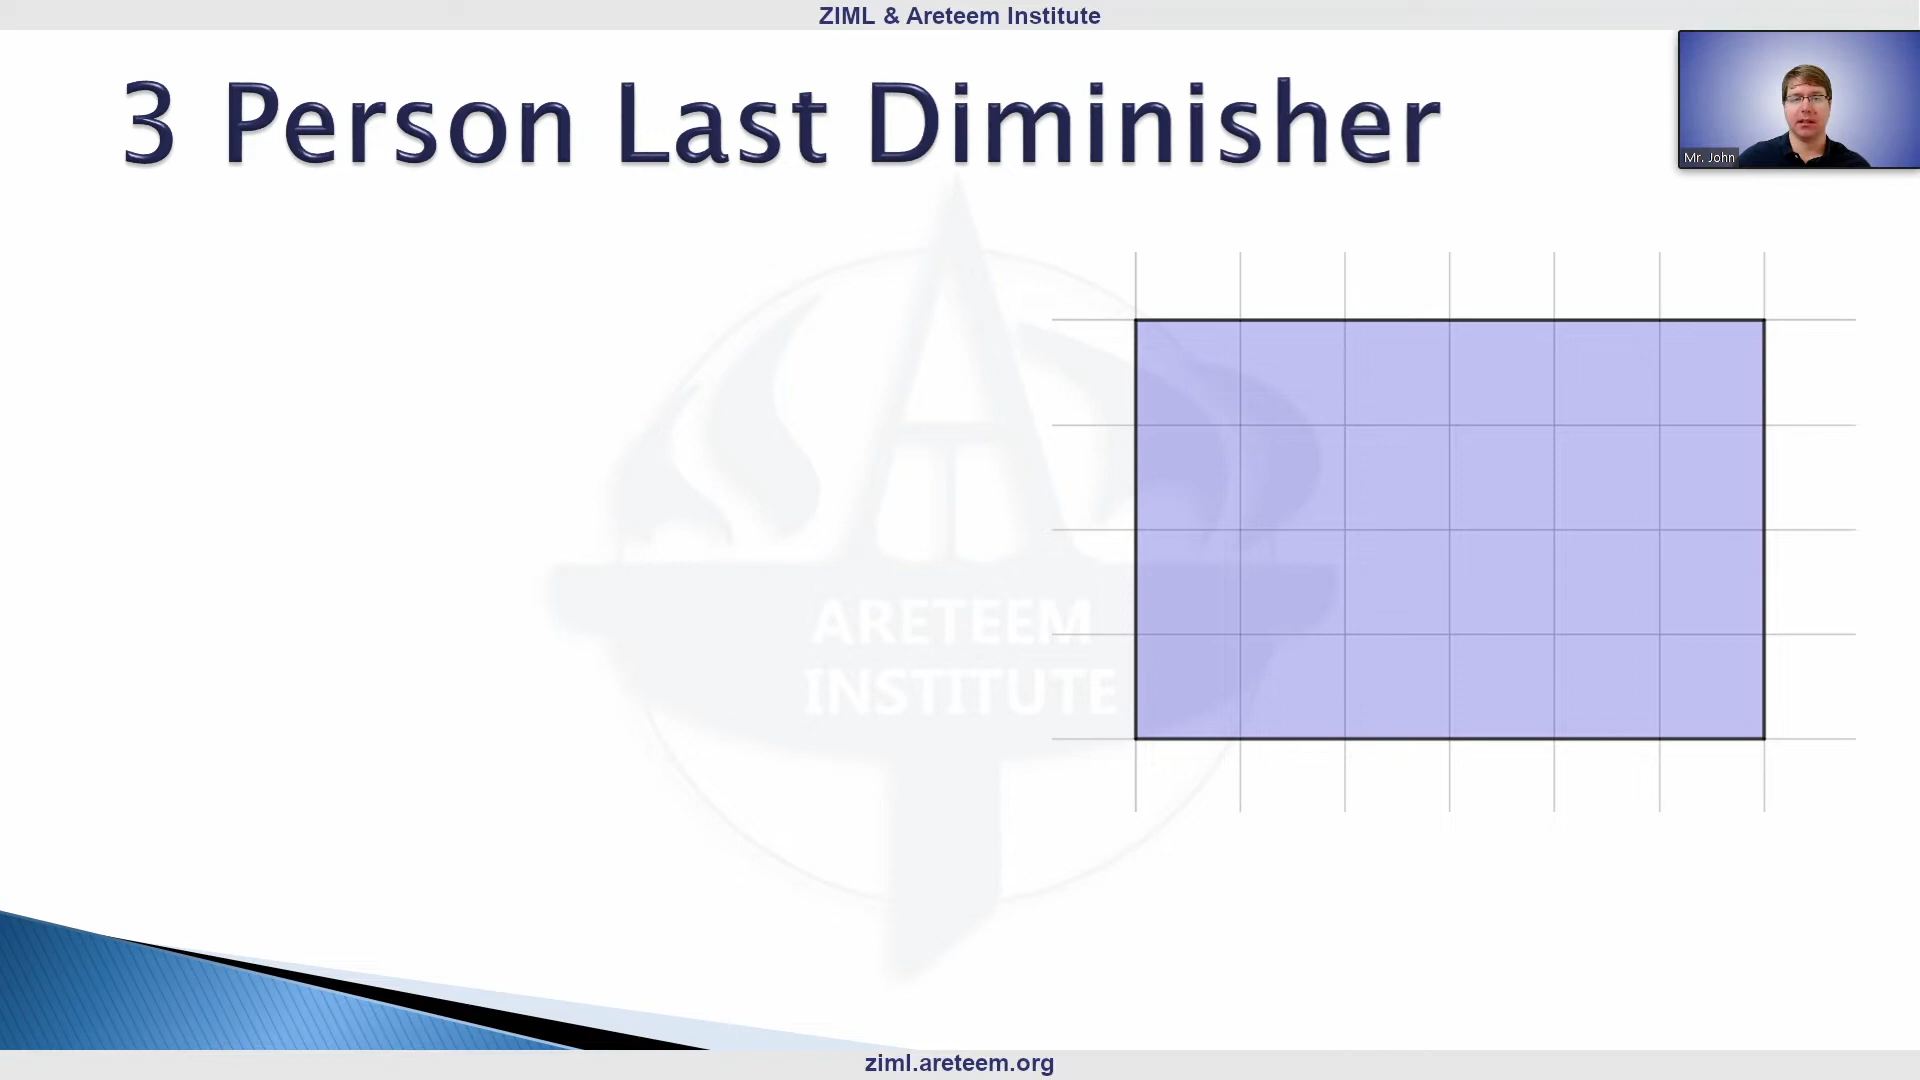 ZIML & Areteem Institute
3 Person Last Diminisher
Mr. John
ARETEEM
INSTITUTE
ziml.areteem.org